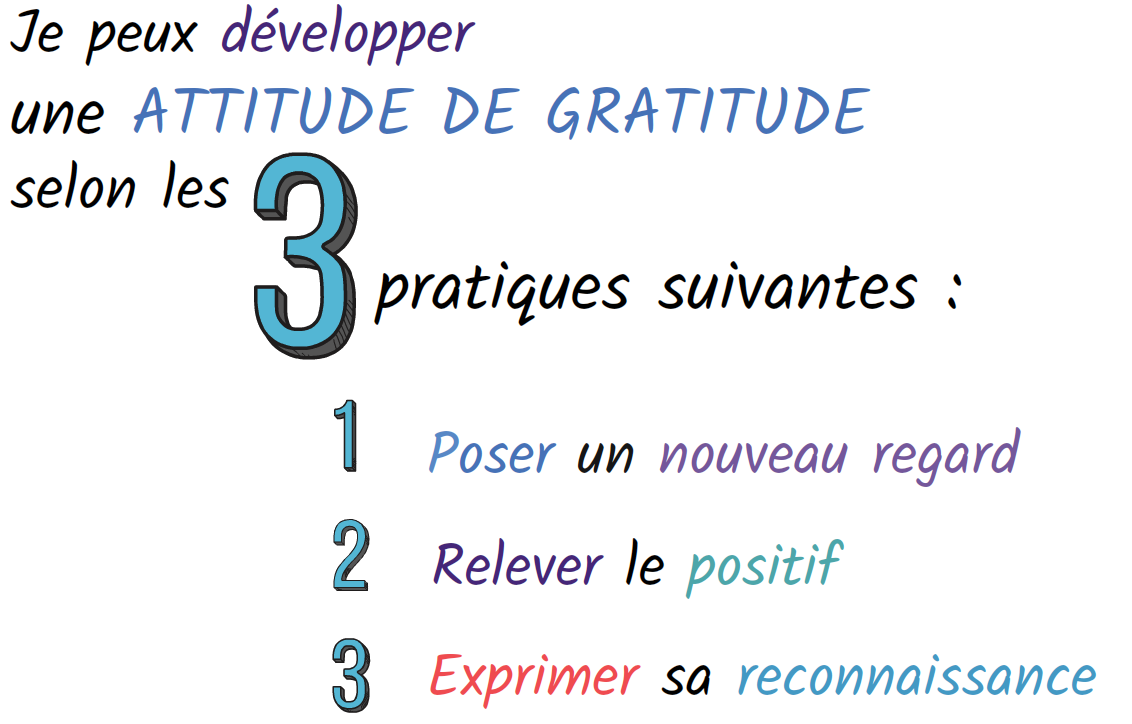 Je peux développer
une ATTITUDE DE GRATITUDE
selon les 3 pratiques suivantes :
1 Poser un nouveau regard
2 Relever le positif
3 Exprimer sa reconnaissance